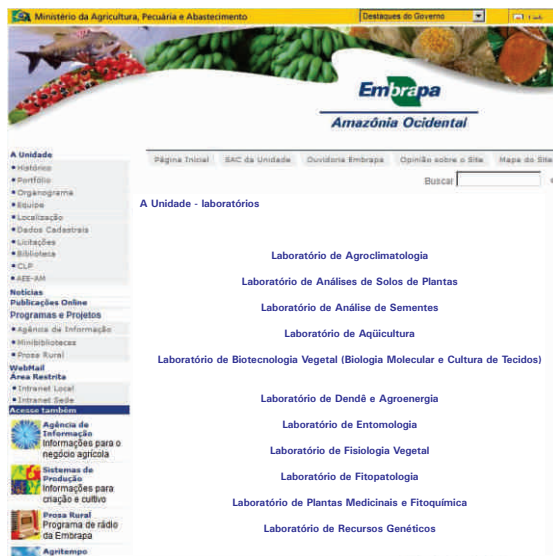 Ministério da Agricultura, Pecuária e Abastecimento
Destaques do Governo
Embrapa
Amazônia Ocidental
Página Inicial SAC da Unidade Ouvidoria Embrapa Opinião sobre o Site Mapa do Site
Buscar
A Unidade
Histórico
Portfólio
Organograma
Equipe
Localização
Dados Cadastrais
Licitações
Biblioteca
CLP
AEE-AM
Notícias
Publicações Online
Programas e Projetos
Agência de Informação
Minibibliotecas
Prosa Rural
WebMail
Área Restrita
Intranet Local
Intranet Sede
Acesse também
Agência de
Informação
Informações para o
negócio agrícola
Sistemas de
Produção
Informações para
criação e cultivo
Prosa Rural
Programa de rádio
da Embrapa
Agritempo
A Unidade - laboratórios
Laboratório de Agroclimatologia
Laboratório de Análises de Solos de Plantas
Laboratório de Análise de Sementes
Laboratório de Aqüicultura
Laboratório de Biotecnologia Vegetal (Biologia Molecular e Cultura de Tecidos)
Laboratório de Dendê e Agroenergia
Laboratório de Entomologia
Laboratório de Fisiologia Vegetal
Laboratório de Fitopatologia
Laboratório de Plantas Medicinais e Fitoquímica
Laboratório de Recursos Genéticos